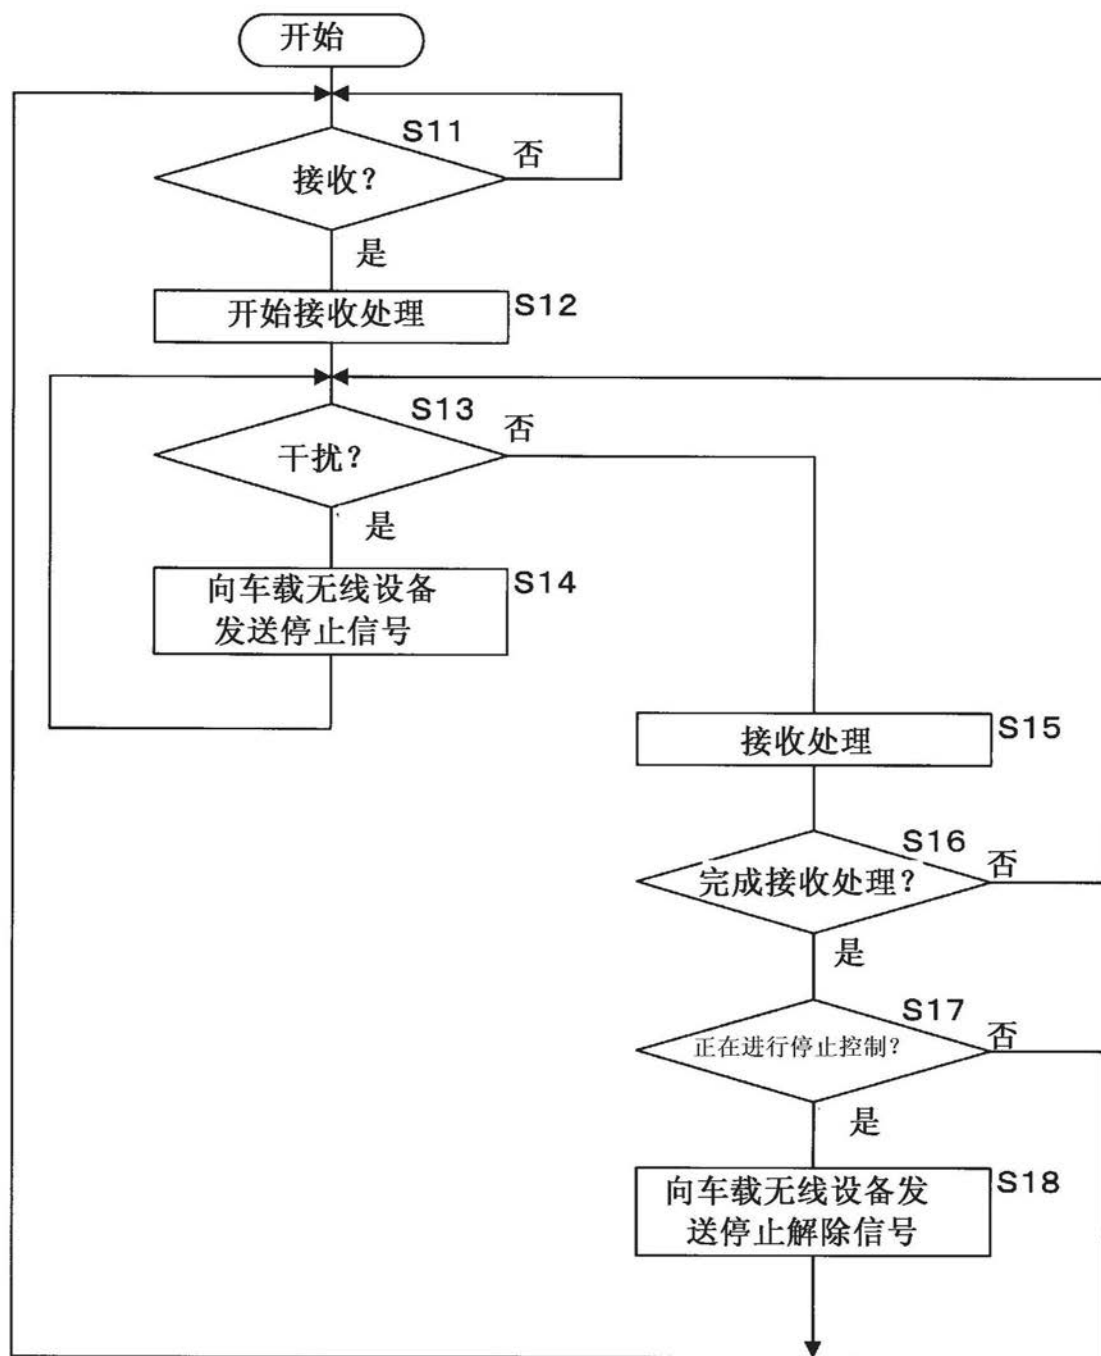 开始
S11
接收？
否
是
开始接收处理
S12
S13
干扰？
否
是
向车载无线设备
发送停止信号
S14
接收处理
S15
S16
完成接收处理？
否
是
S17
正在进行停止控制？
否
是
向车载无线设备发
送停止解除信号
S18